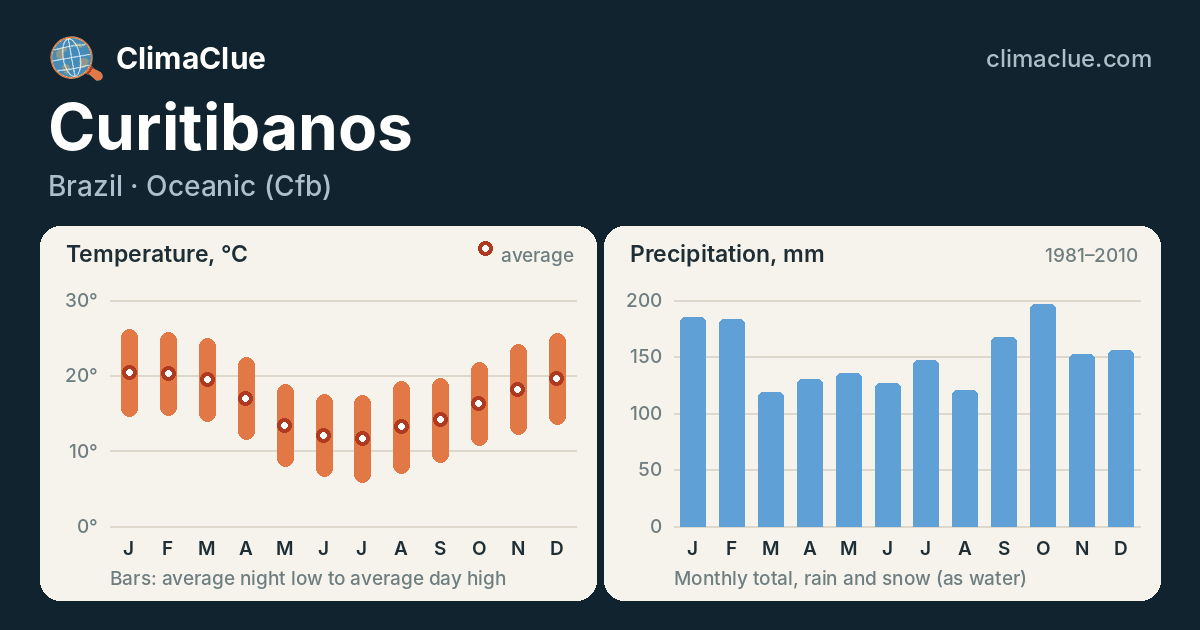 ClimaClue
climaclue.com
Curitibanos
Brazil · Oceanic (Cfb)
Temperature, °C
average
30°
20°
10°
0°
J F M A M J J A S O N D
Bars: average night low to average day high
Precipitation, mm
1981–2010
200
150
100
50
0
J F M A M J J A S O N D
Monthly total, rain and snow (as water)